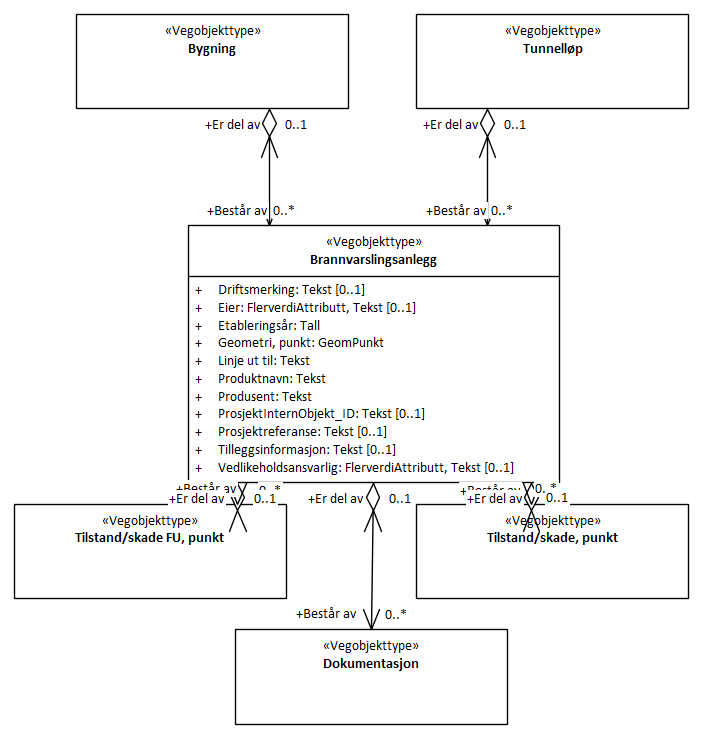 «Vegobjekttype»
Bygning
«Vegobjekttype»
Tunnelløp
+Er del av
0..1
+Er del av
0..1
+Består av
0..*
+Består av
0..*
«Vegobjekttype»
Brannvarslingsanlegg
+ Driftsmerking: Tekst [0..1]
+ Eier: FlerverdiAttributt, Tekst [0..1]
+ Etableringsår: Tall
+ Geometri, punkt: GeomPunkt
+ Linje ut til: Tekst
+ Produktnavn: Tekst
+ Produsent: Tekst
+ ProsjektInternObjekt_ID: Tekst [0..1]
+ Prosjektreferanse: Tekst [0..1]
+ Tilleggsinformasjon: Tekst [0..1]
+ Vedlikeholdsansvarlig: FlerverdiAttributt, Tekst [0..1]
+Består av
0..*
+Består av
0..*
+Er del av
0..1
+Er del av
0..1
+Er del av
0..1
«Vegobjekttype»
Tilstand/skade FU, punkt
«Vegobjekttype»
Tilstand/skade, punkt
+Består av
0..*
«Vegobjekttype»
Dokumentasjon